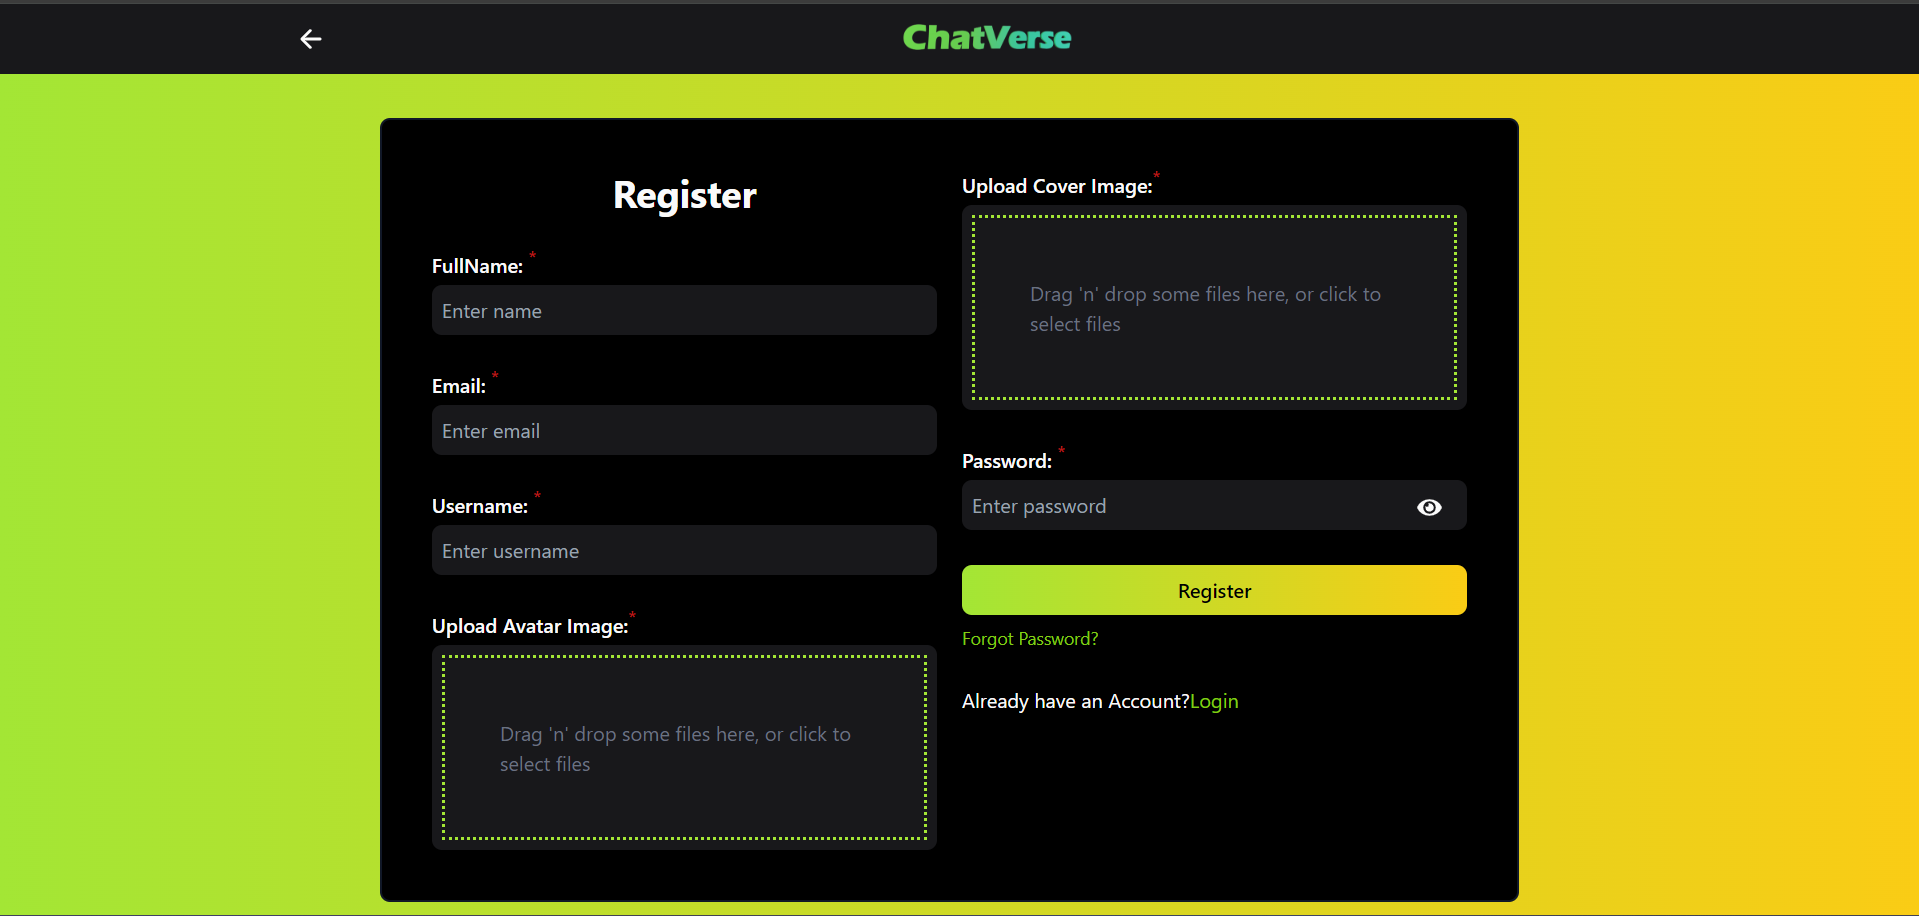 ChatVerse
Register
FullName: *
Enter name
Email: *
Enter email
Username: *
Enter username
Upload Avatar Image:*
Drag 'n' drop some files here, or click to
select files
Upload Cover Image:*
Drag 'n' drop some files here, or click to
select files
Password: *
Enter password
Register
Forgot Password?
Already have an Account?Login